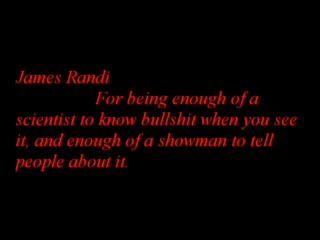 James Randi
For being enough of a
scientist to know bullshit when you see
it, and enough of a showman to tell
people about it.